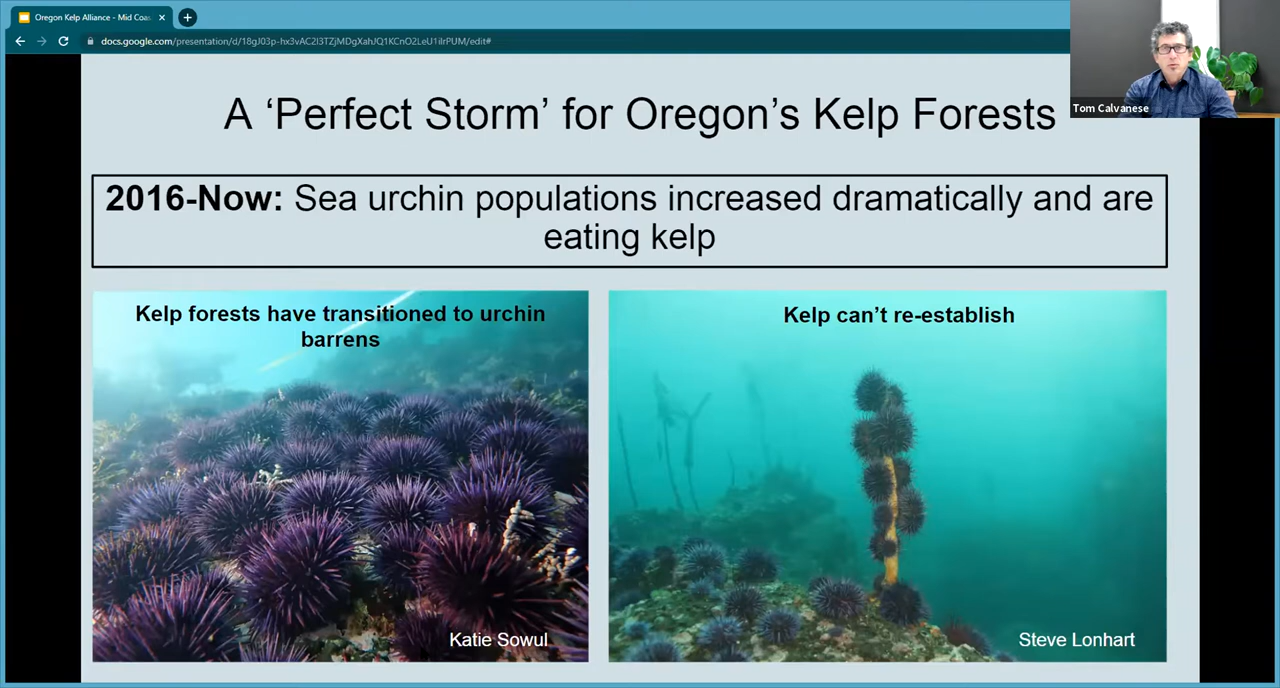 Oregon Kelp Alliance - Mid Coas
docs.google.com/presentation/d/18gJ03p-hx3vAC2I3TZjMDgXahJQ1KCnO2LeU1iIrPUM/edit#
Tom Calvanese
A ‘Perfect Storm’ for Oregon’s Kelp Forests
2016-Now: Sea urchin populations increased dramatically and are
eating kelp
Kelp forests have transitioned to urchin
barrens
Katie Sowul
Kelp can’t re-establish
Steve Lonhart